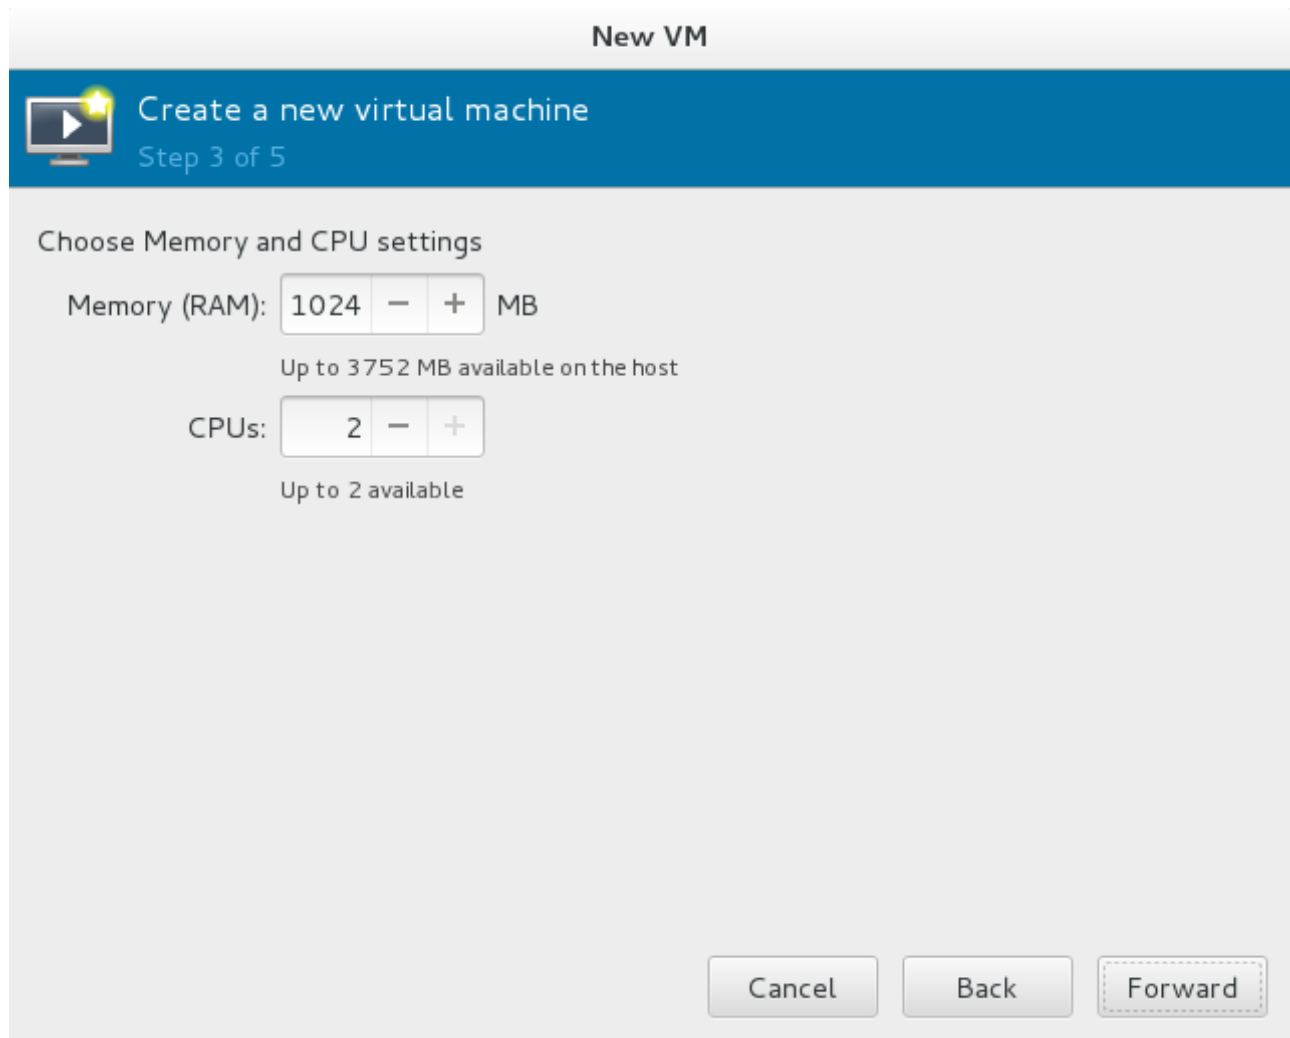 New VM
Create a new virtual machine
Step 3 of 5
Choose Memory and CPU settings
Memory (RAM): 1024 − + MB
Up to 3752 MB available on the host
CPUs: 2 − +
Up to 2 available
Cancel Back Forward